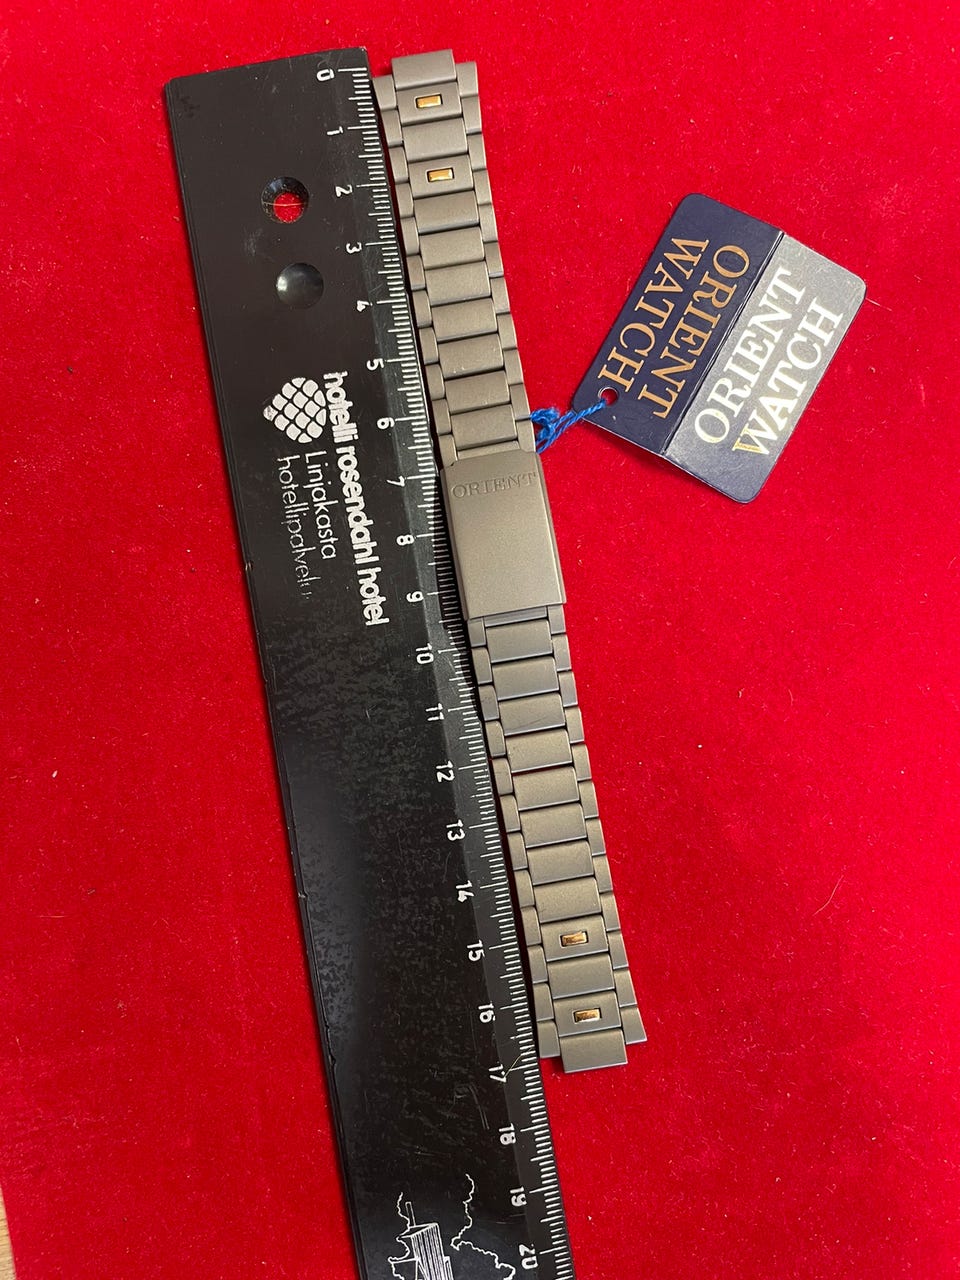 0
1
2
3
4
5
6
7
8
9
10
11
12
13
14
15
16
17
18
19
20
hotelli rosendahl hotel
Linjakasta
hotellipalvelu
ORIENT
ORIENT
WATCH
ORIENT
WATCH